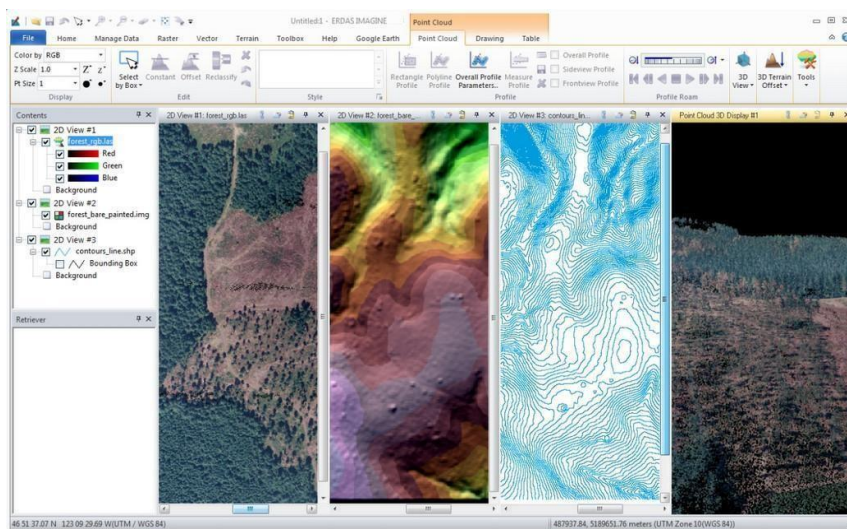 Untitled:1 - ERDAS IMAGINE
Point Cloud
File Home Manage Data Raster Vector Terrain Toolbox Help Google Earth Point Cloud Drawing Table
Color by RGB
Z Scale 1.0
Pt Size 1
Select by Box
Constant Offset Reclassify
Rectangle Profile
Polyline Profile
Overall Profile Parameters...
Measure Profile
Overall Profile
Sideview Profile
Frontview Profile
3D View
3D Terrain Offset
Tools
Display Edit Style Profile Profile Roam
Contents
2D View #1
forest_rgb.las
Red
Green
Blue
Background
2D View #2
forest_bare_painted.img
Background
2D View #3
contours_line.shp
Bounding Box
Background
Retriever
2D View #1: forest_rgb.las
2D View #2: forest_bare_...
2D View #3: contours_lin...
Point Cloud 3D Display #1
46 51 37.07 N 123 09 29.69 W(UTM / WGS 84)
487937.84, 5189651.76 meters (UTM Zone 10(WGS 84))